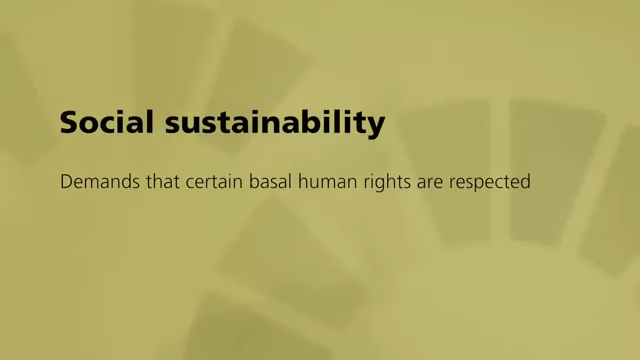 Social sustainability
Demands that certain basal human rights are respected